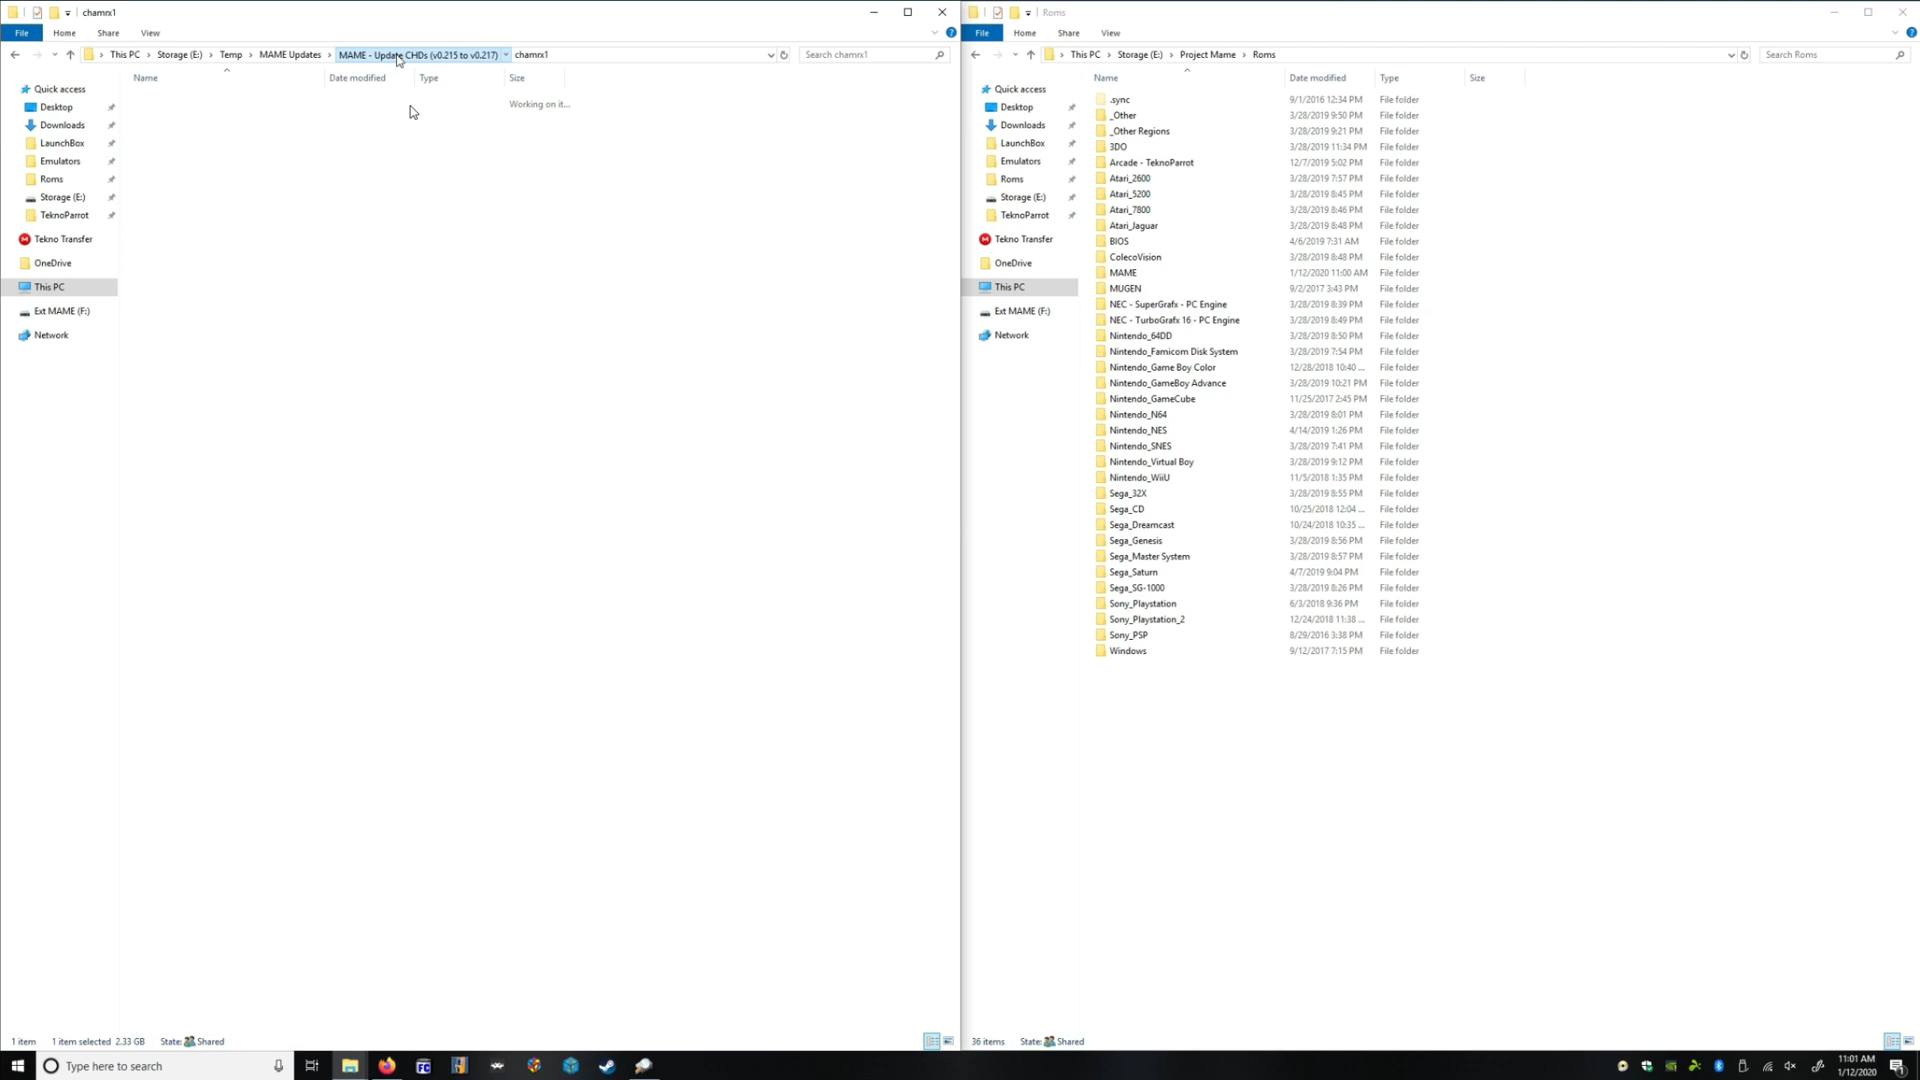 chamrx1
File Home Share View
This PC > Storage (E:) > Temp > MAME Updates > MAME - Update CHDs (v0.215 to v0.217) chamrx1
Search chamrx1
Name Date modified Type Size
Working on it...
Quick access
Desktop
Downloads
LaunchBox
Emulators
Roms
Storage (E:)
TeknoParrot
Tekno Transfer
OneDrive
This PC
Ext MAME (F:)
Network
1 item 1 item selected 2.33 GB State: Shared
Roms
File Home Share View
This PC > Storage (E:) > Project Mame > Roms
Search Roms
Quick access
Desktop
Downloads
LaunchBox
Emulators
Roms
Storage (E:)
TeknoParrot
Tekno Transfer
OneDrive
This PC
Ext MAME (F:)
Network
Name Date modified Type Size
.sync 9/1/2016 12:34 PM File folder
_Other 3/28/2019 9:50 PM File folder
_Other Regions 3/28/2019 9:21 PM File folder
3DO 3/28/2019 11:34 PM File folder
Arcade - TeknoParrot 12/7/2019 5:02 PM File folder
Atari_2600 3/28/2019 7:57 PM File folder
Atari_5200 3/28/2019 8:45 PM File folder
Atari_7800 3/28/2019 8:46 PM File folder
Atari_Jaguar 3/28/2019 8:48 PM File folder
BIOS 4/6/2019 7:31 AM File folder
ColecoVision 3/28/2019 8:48 PM File folder
MAME 1/12/2020 11:00 AM File folder
MUGEN 9/2/2017 3:43 PM File folder
NEC - SuperGrafx - PC Engine 3/28/2019 8:39 PM File folder
NEC - TurboGrafx 16 - PC Engine 3/28/2019 8:49 PM File folder
Nintendo_64DD 3/28/2019 8:50 PM File folder
Nintendo_Famicom Disk System 3/28/2019 7:54 PM File folder
Nintendo_Game Boy Color 12/28/2018 10:40 ... File folder
Nintendo_GameBoy Advance 3/28/2019 10:21 PM File folder
Nintendo_GameCube 11/25/2017 2:45 PM File folder
Nintendo_N64 3/28/2019 8:01 PM File folder
Nintendo_NES 4/14/2019 1:26 PM File folder
Nintendo_SNES 3/28/2019 7:41 PM File folder
Nintendo_Virtual Boy 3/28/2019 9:12 PM File folder
Nintendo_WiiU 11/5/2018 1:35 PM File folder
Sega_32X 3/28/2019 8:55 PM File folder
Sega_CD 10/25/2018 12:04 ... File folder
Sega_Dreamcast 10/24/2018 10:35 ... File folder
Sega_Genesis 3/28/2019 8:56 PM File folder
Sega_Master System 3/28/2019 8:57 PM File folder
Sega_Saturn 4/7/2019 9:04 PM File folder
Sega_SG-1000 3/28/2019 8:26 PM File folder
Sony_Playstation 6/3/2018 9:36 PM File folder
Sony_Playstation_2 12/24/2018 11:38 ... File folder
Sony_PSP 8/29/2016 3:38 PM File folder
Windows 9/12/2017 7:15 PM File folder
36 items State: Shared
Type here to search
11:01 AM
1/12/2020